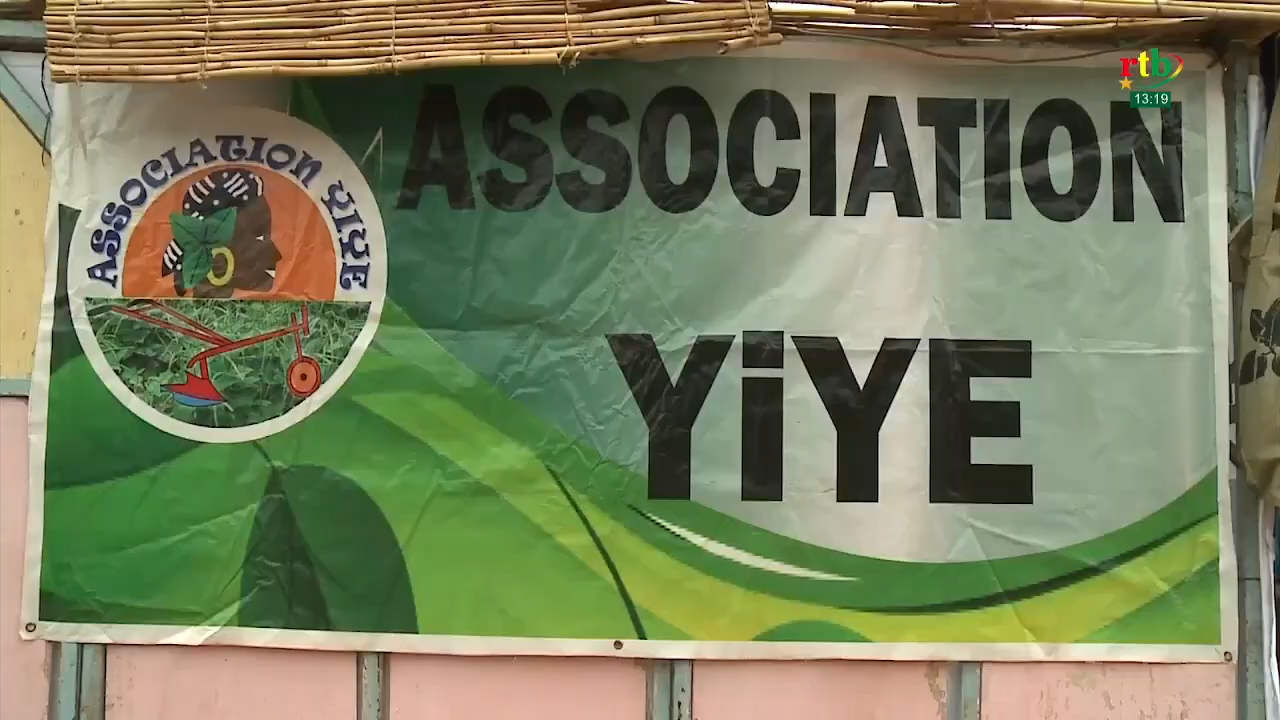 rtb
13:19
ASSOCIATION
YiYE
ASSOCIATION YIYE